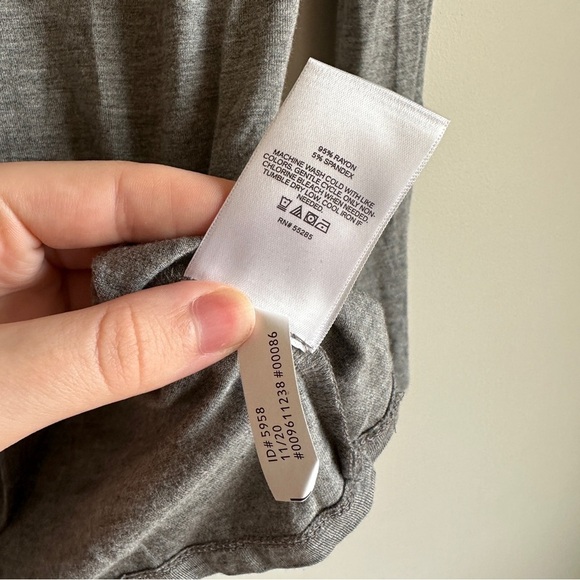 95% RAYON
5% SPANDEX
MACHINE WASH COLD WITH LIKE
COLORS, GENTLE CYCLE. ONLY NON-
CHLORINE BLEACH WHEN NEEDED.
TUMBLE DRY LOW. COOL IRON IF
NEEDED.
RN# 55285
ID# 5958
11/20
#009611238 #00086